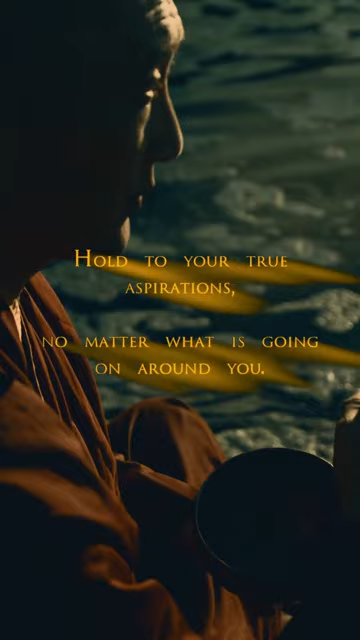 Hold to your true
aspirations,
no matter what is going
on around you.